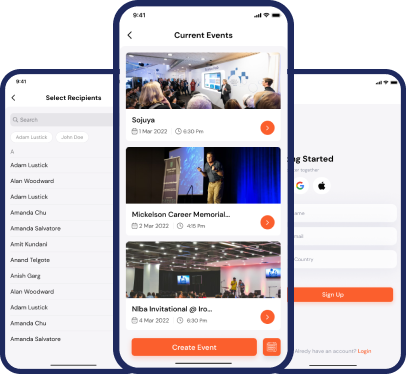 9:41
Select Recipients
Search
Adam Lustick
John Doe
A
Adam Lustick
Alan Woodward
Adam Lustick
Amanda Chu
Amanda Salvatore
Amit Kundani
Anand Telgote
Anish Garg
Alan Woodward
Adam Lustick
Amanda Chu
Amanda Salvatore
9:41
Current Events
Sojuya
1 Mar 2022
6:30 Pm
Mickelson Career Memorial...
2 Mar 2022
4:15 Pm
NIba Invitational @ Iro...
4 Mar 2022
6:30 Pm
Create Event
g Started
er together
ame
mail
Country
Sign Up
Already have an account? Login